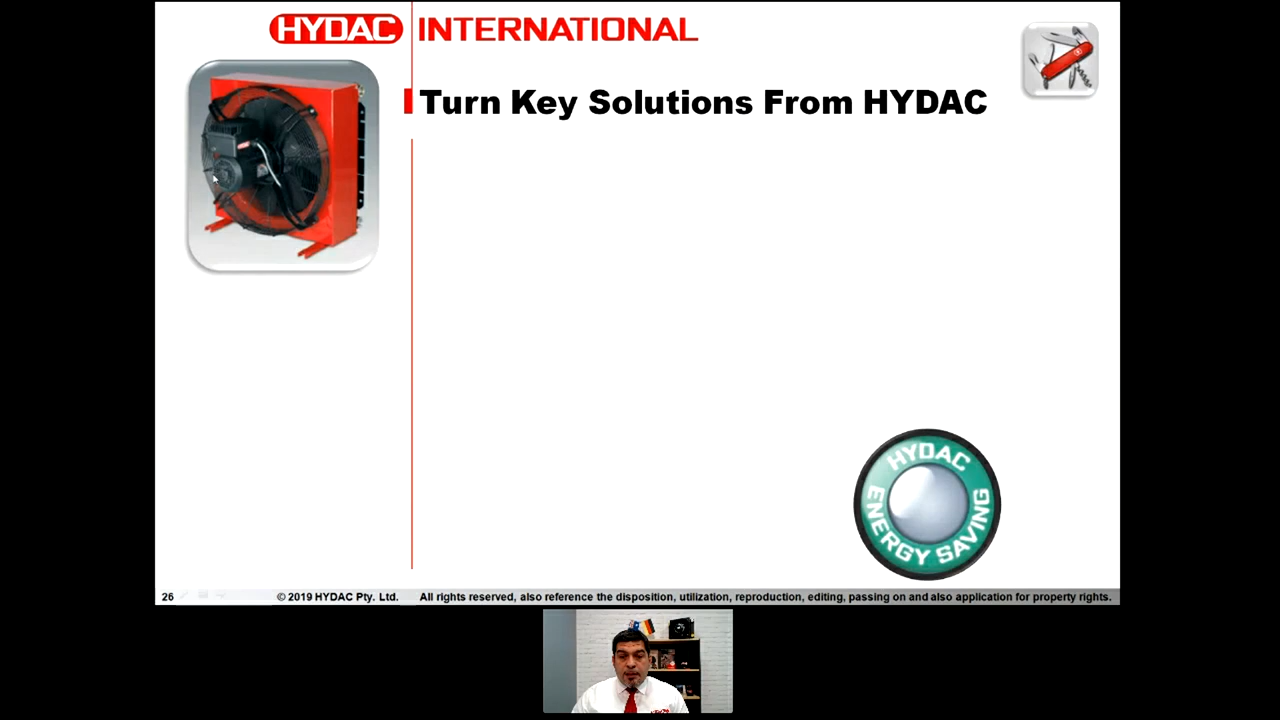 HYDAC INTERNATIONAL
Turn Key Solutions From HYDAC
HYDAC
ENERGY SAVING
26 © 2019 HYDAC Pty. Ltd. All rights reserved, also reference the disposition, utilization, reproduction, editing, passing on and also application for property rights.